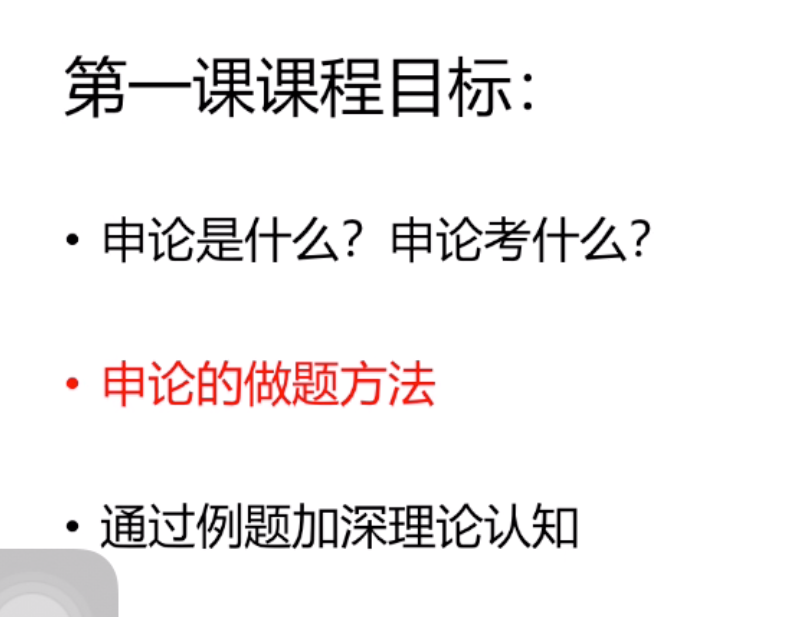 第一课课程目标：
• 申论是什么？申论考什么？
• 申论的做题方法
• 通过例题加深理论认知